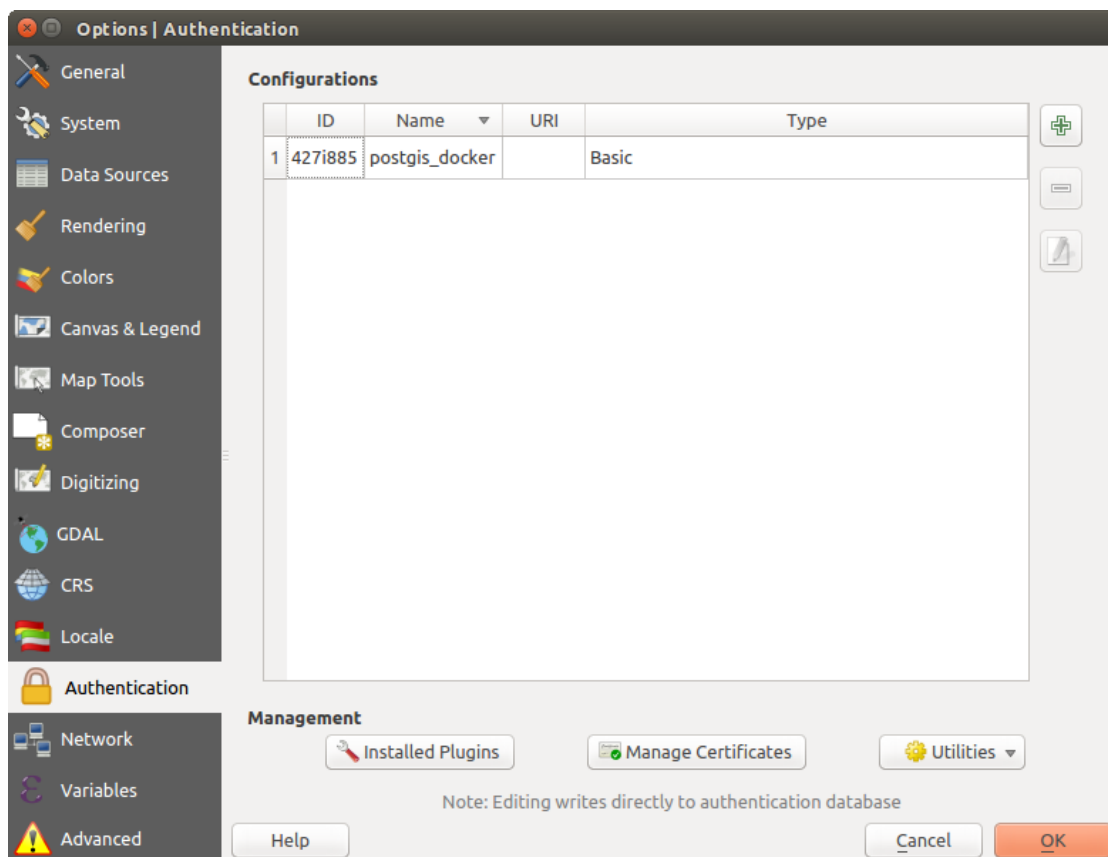 Options | Authentication
General
System
Data Sources
Rendering
Colors
Canvas & Legend
Map Tools
Composer
Digitizing
GDAL
CRS
Locale
Authentication
Network
Variables
Advanced
Configurations
ID Name URI Type
1 427i885 postgis_docker Basic
Management
Installed Plugins Manage Certificates Utilities
Note: Editing writes directly to authentication database
Help Cancel OK